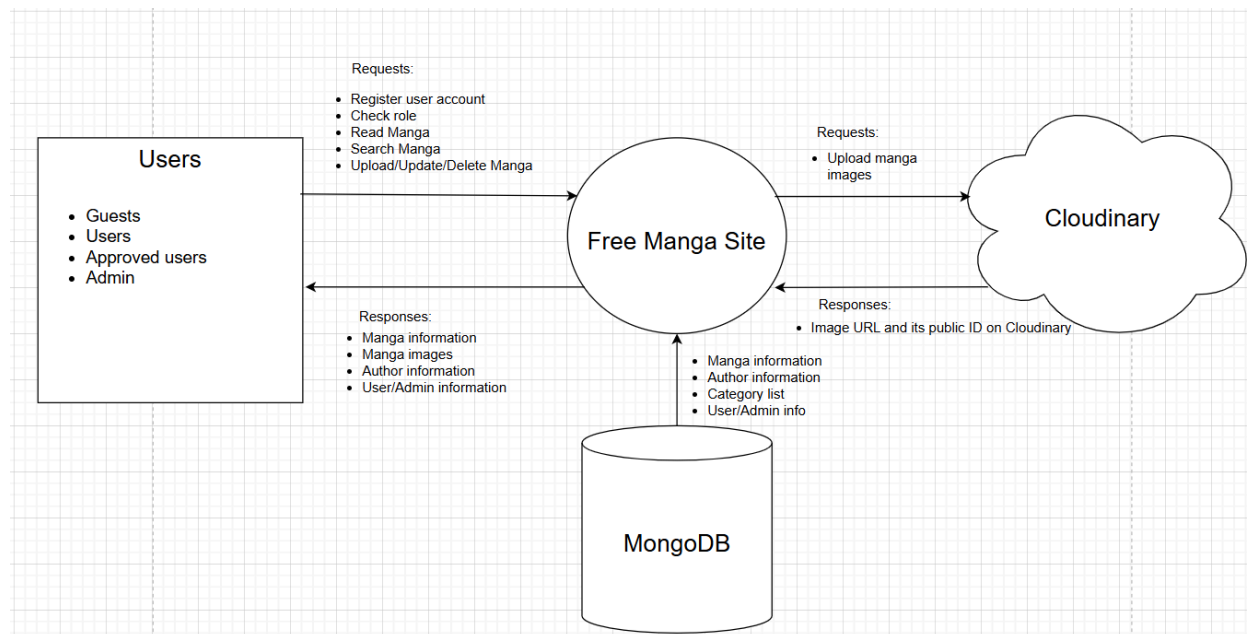 Requests:
• Register user account
• Check role
• Read Manga
• Search Manga
• Upload/Update/Delete Manga
Users
• Guests
• Users
• Approved users
• Admin
Free Manga Site
Requests:
• Upload manga
images
Cloudinary
Responses:
• Manga information
• Manga images
• Author information
• User/Admin information
Responses:
• Image URL and its public ID on Cloudinary
• Manga information
• Author information
• Category list
• User/Admin info
MongoDB